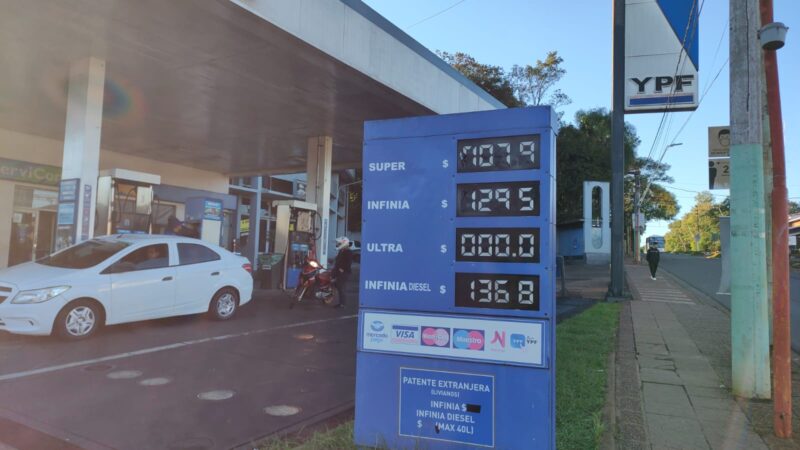 YPF
SUPER $ 107.9
INFINIA $ 129.5
ULTRA $ 000.0
INFINIA DIESEL $ 136.8
mercado pago VISA Maestro N YPF
PATENTE EXTRANJERA
(LIVIANOS)
INFINIA $
INFINIA DIESEL
$ (MAX 40L)